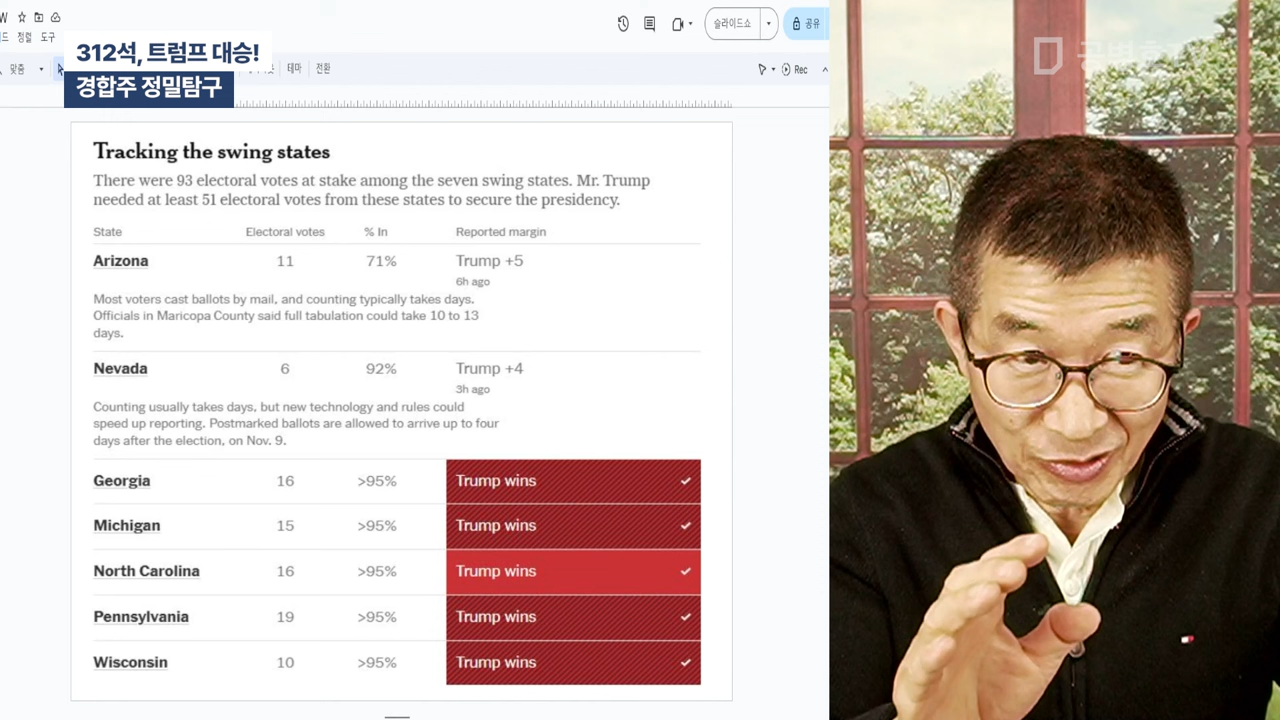 W
드 정렬 도구
312석, 트럼프 대승!
경합주 정밀탐구
슬라이드쇼
공유
맞춤
테마 전환
Rec
Tracking the swing states
There were 93 electoral votes at stake among the seven swing states. Mr. Trump
needed at least 51 electoral votes from these states to secure the presidency.
State Electoral votes % In Reported margin
Arizona 11 71% Trump +5
6h ago
Most voters cast ballots by mail, and counting typically takes days.
Officials in Maricopa County said full tabulation could take 10 to 13
days.
Nevada 6 92% Trump +4
3h ago
Counting usually takes days, but new technology and rules could
speed up reporting. Postmarked ballots are allowed to arrive up to four
days after the election, on Nov. 9.
Georgia 16 >95% Trump wins
Michigan 15 >95% Trump wins
North Carolina 16 >95% Trump wins
Pennsylvania 19 >95% Trump wins
Wisconsin 10 >95% Trump wins